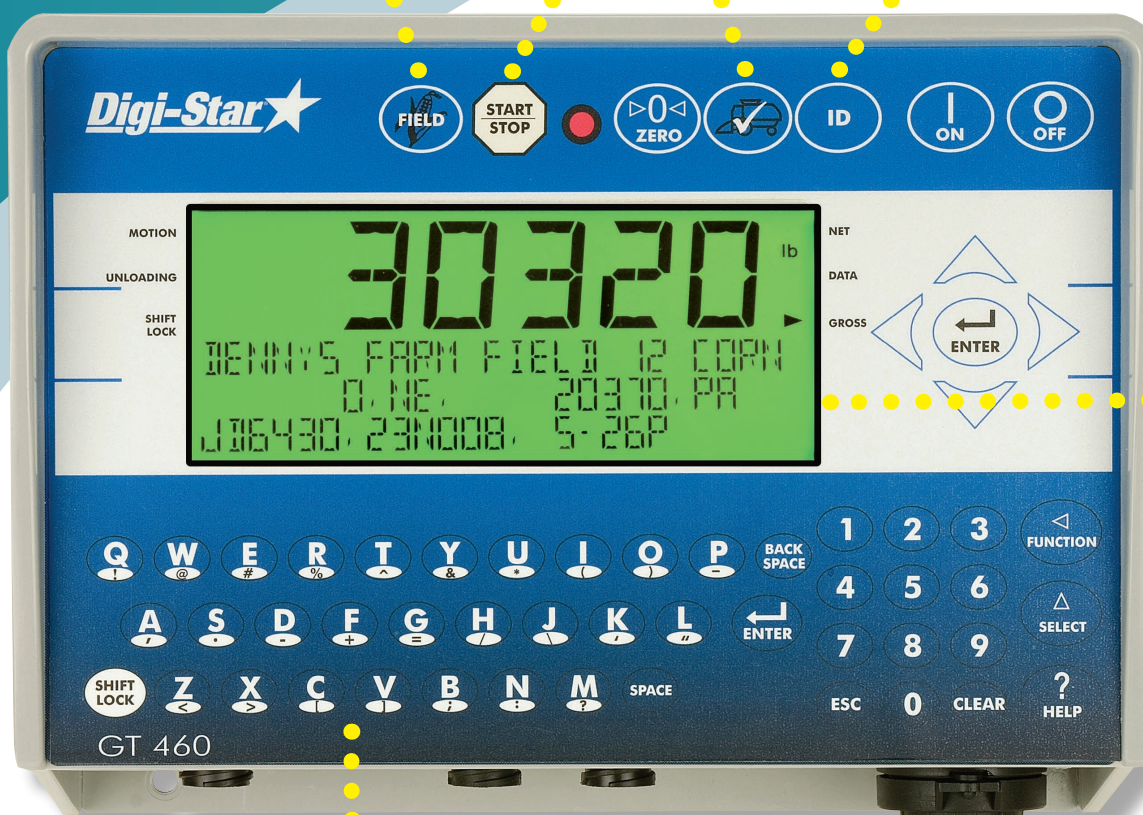 Digi-Star
FIELD
START
STOP
0
ZERO
ID
ON
OFF
MOTION
UNLOADING
SHIFT
LOCK
30320 lb
NET
DATA
GROSS
ENTER
DENNY'S FARM FIELD 12 CORN
0, NE, 20370, PA
JD6430, 23N008, S-26P
Q W E R T Y U I O P
! @ # % ^ & * ( ) -
BACK
SPACE
1 2 3
FUNCTION
A S D F G H J K L
ENTER
4 5 6
SELECT
7 8 9
SHIFT
LOCK
Z X C V B N M
< > [ ] ; : ?
SPACE
ESC 0 CLEAR
?
HELP
GT 460